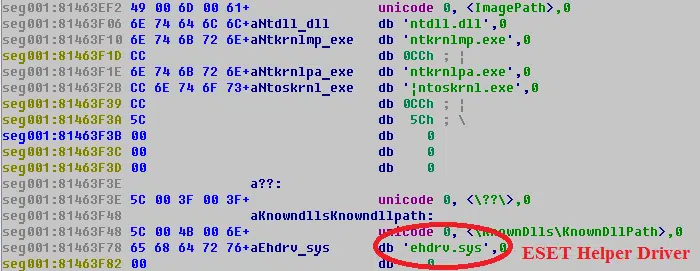 seg001:81463EF2 49 00 6D 00 61+ unicode 0, <ImagePath>,0
seg001:81463F06 6E 74 64 6C 6C+aNtdll_dll db 'ntdll.dll',0
seg001:81463F10 6E 74 6B 72 6E+aNtkrnlmp_exe db 'ntkrnlmp.exe',0
seg001:81463F1D CC db 0CCh ; ¦
seg001:81463F1E 6E 74 6B 72 6E+aNtkrnlpa_exe db 'ntkrnlpa.exe',0
seg001:81463F2B CC 6E 74 6F 73+aNtoskrnl_exe db '¦ntoskrnl.exe',0
seg001:81463F39 CC db 0CCh ; ¦
seg001:81463F3A 5C db 5Ch ; \
seg001:81463F3B 00 db 0
seg001:81463F3C 00 db 0
seg001:81463F3D 00 db 0
seg001:81463F3E a??:
seg001:81463F3E 5C 00 3F 00 3F+ unicode 0, <\??\>,0
seg001:81463F48 aKnowndllsKnowndllpath:
seg001:81463F48 5C 00 4B 00 6E+ unicode 0, <\KnownDlls\KnownDllPath>,0
seg001:81463F78 65 68 64 72 76+aEhdrv_sys db 'ehdrv.sys',0 ESET Helper Driver
seg001:81463F82 00 db 0